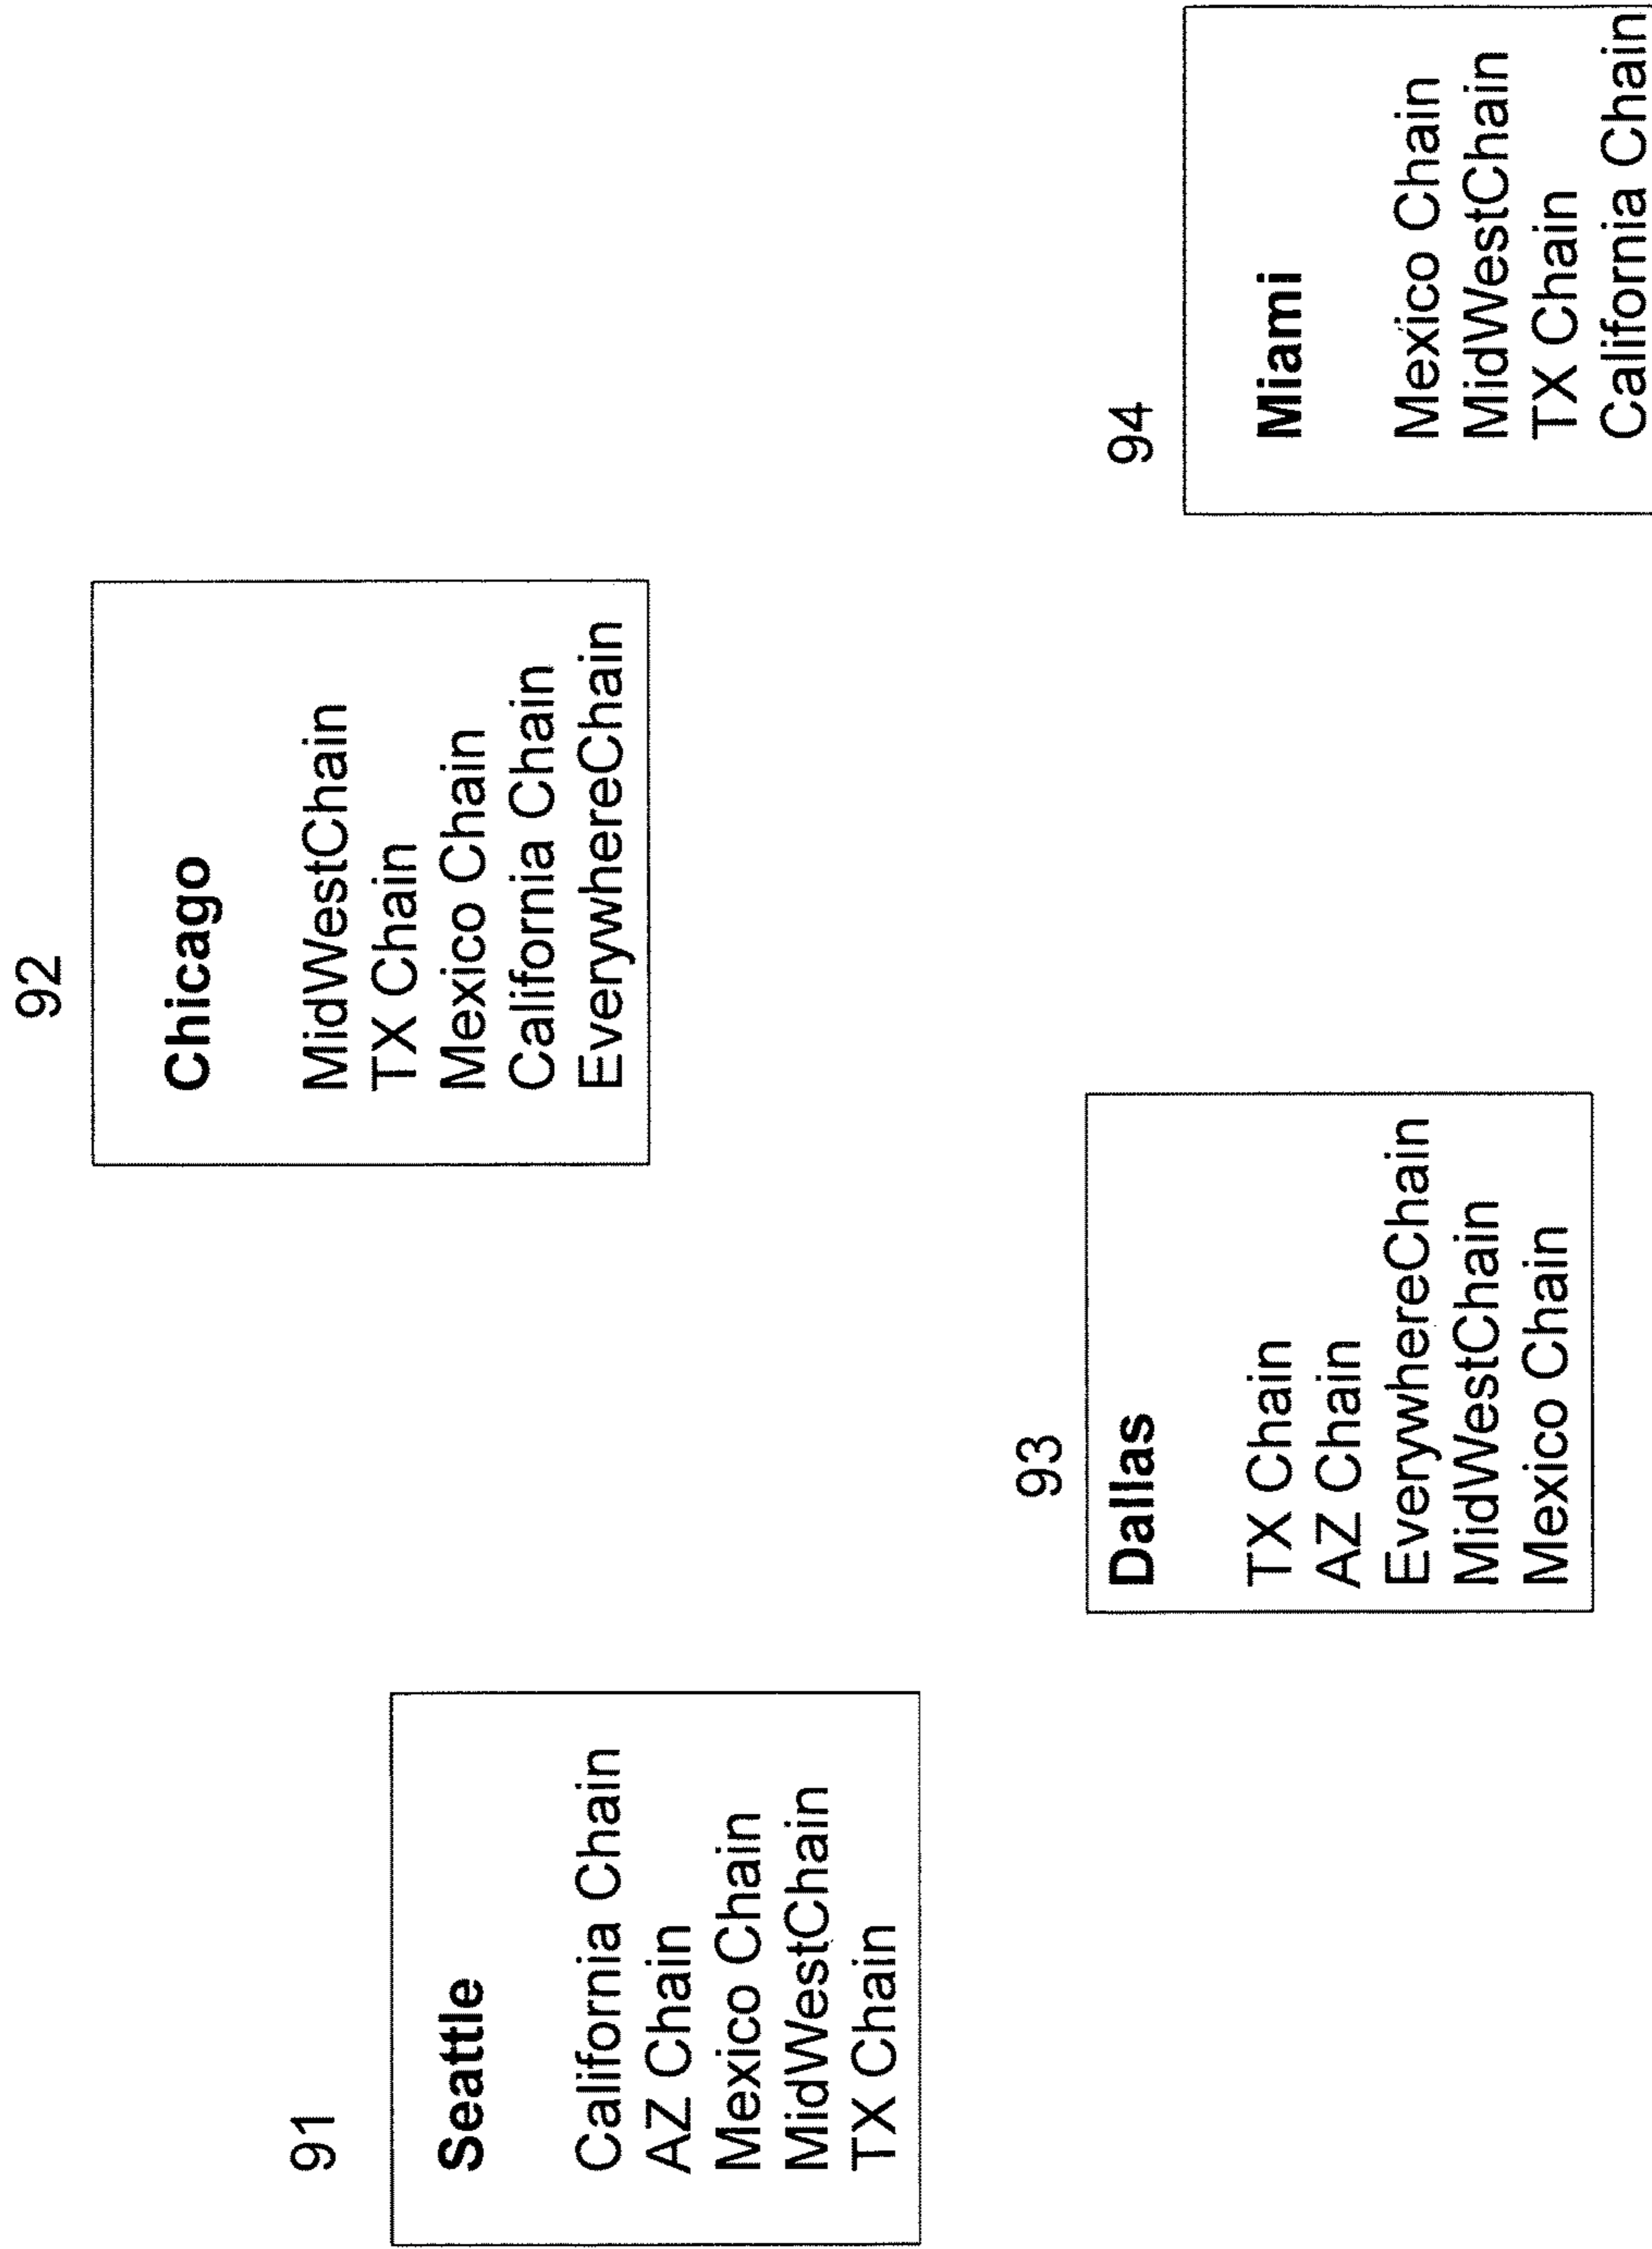 91
Seattle
California Chain
AZ Chain
Mexico Chain
MidWestChain
TX Chain
92
Chicago
MidWestChain
TX Chain
Mexico Chain
California Chain
EverywhereChain
93
Dallas
TX Chain
AZ Chain
EverywhereChain
MidWestChain
Mexico Chain
94
Miami
Mexico Chain
MidWestChain
TX Chain
California Chain